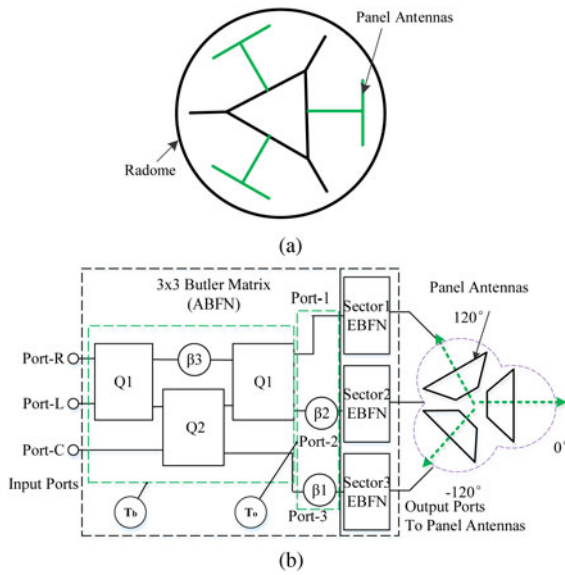 Panel Antennas
Radome
(a)
3x3 Butler Matrix
(ABFN)
Port-1
Sector1
EBFN
Panel Antennas
120°
Port-R
Q1
β3
Q1
Port-L
Q2
β2
Port-2
Sector2
EBFN
0°
Port-C
Input Ports
Tb
To
β1
Port-3
Sector3
EBFN
-120°
Output Ports
To Panel Antennas
(b)